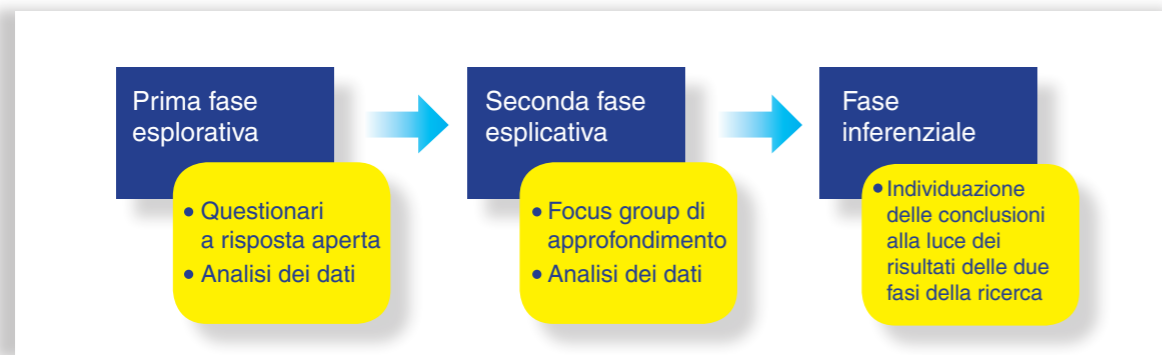 Prima fase
esplorativa
• Questionari
a risposta aperta
• Analisi dei dati
Seconda fase
esplicativa
• Focus group di
approfondimento
• Analisi dei dati
Fase
inferenziale
• Individuazione
delle conclusioni
alla luce dei
risultati delle due
fasi della ricerca